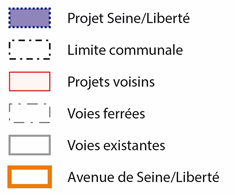 Projet Seine/Liberté
Limite communale
Projets voisins
Voies ferrées
Voies existantes
Avenue de Seine/Liberté